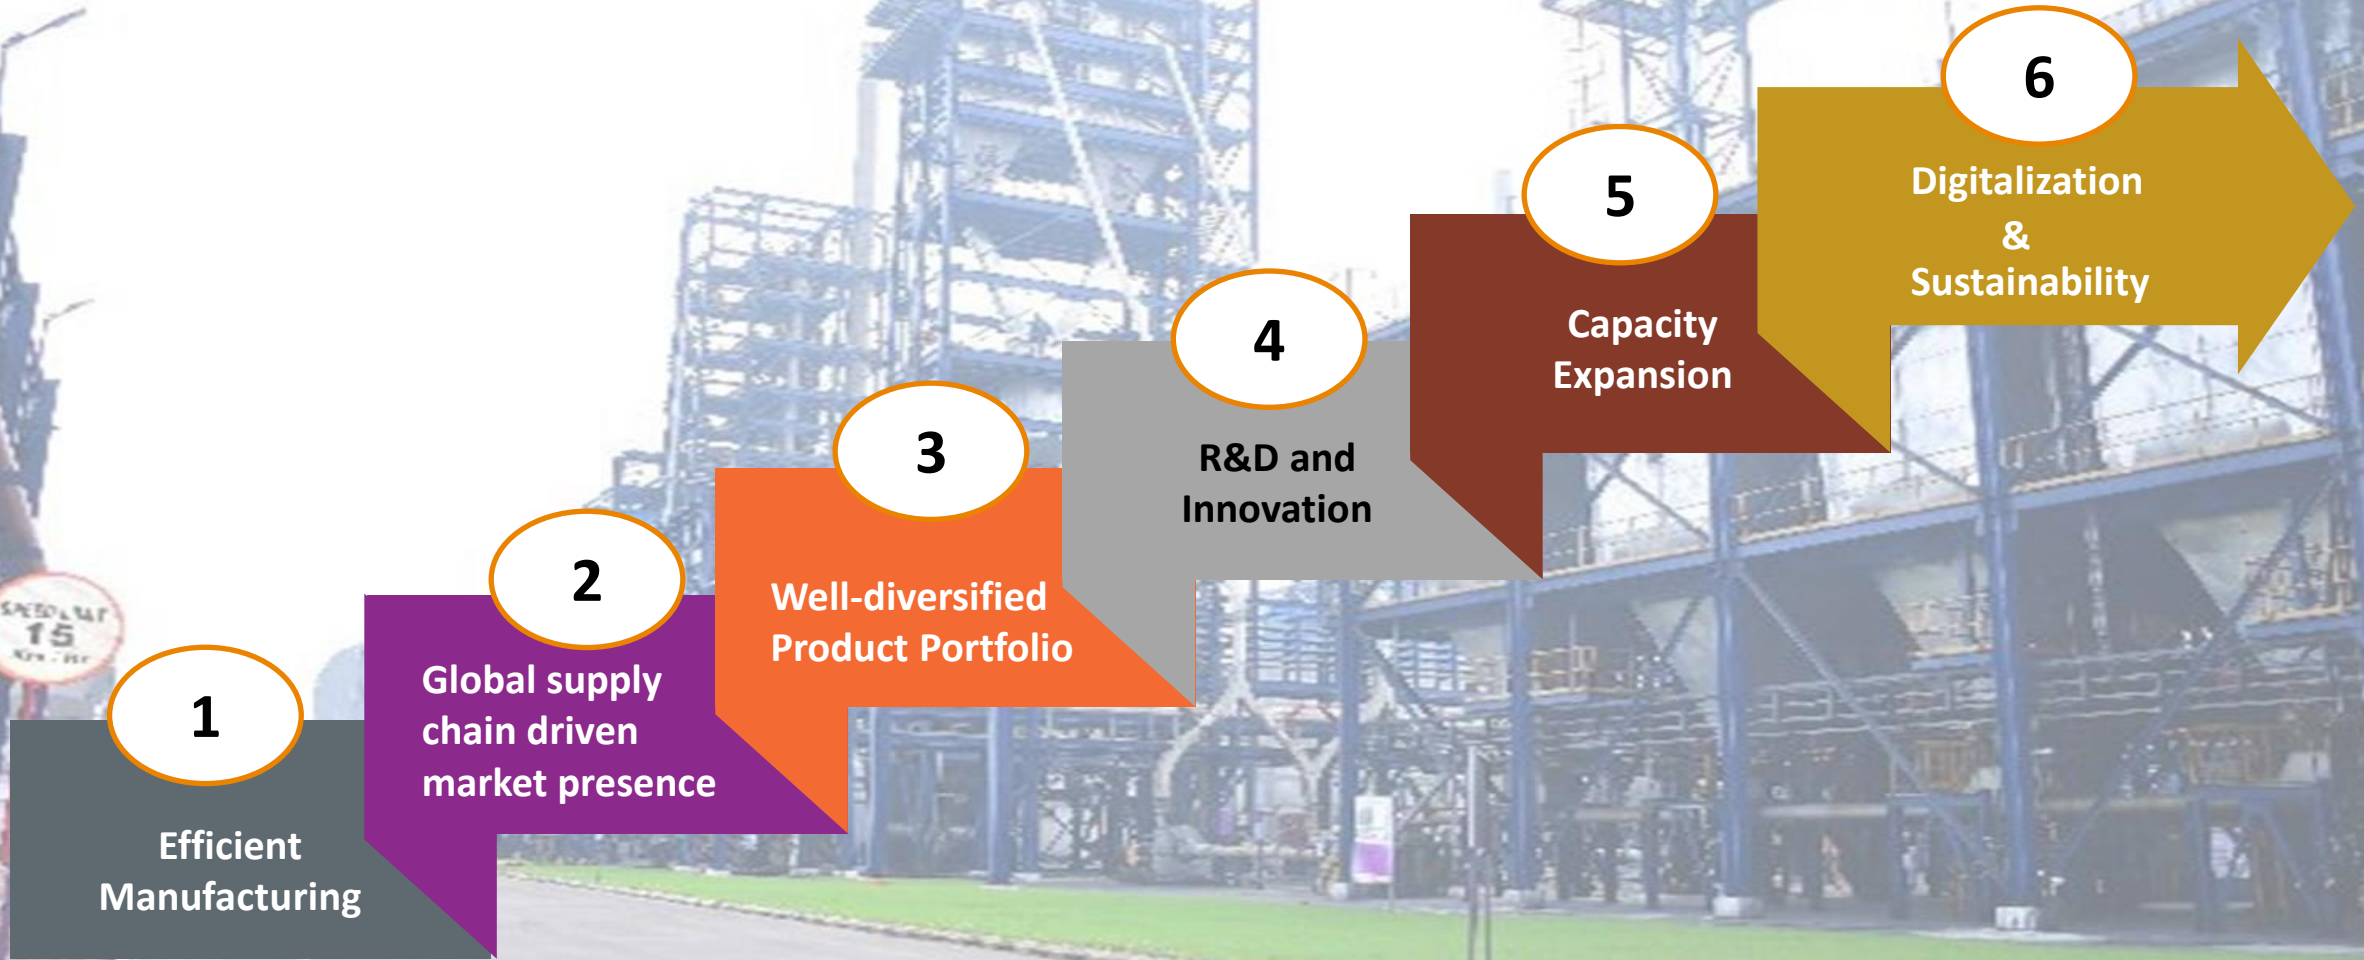 1
Efficient
Manufacturing
2
Global supply
chain driven
market presence
3
Well-diversified
Product Portfolio
4
R&D and
Innovation
5
Capacity
Expansion
6
Digitalization
&
Sustainability
15